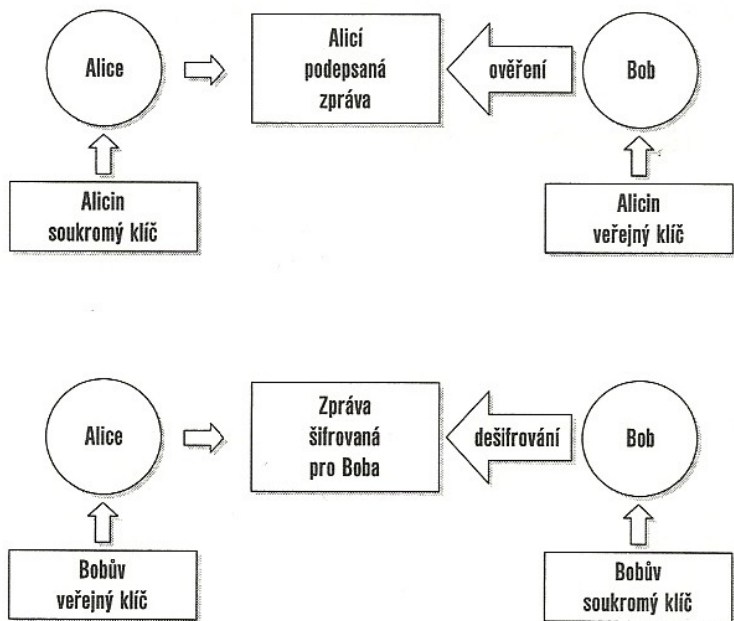 Alice
Alicí
podepsaná
zpráva
ověření
Bob
Alicin
soukromý klíč
Alicin
veřejný klíč
Alice
Zpráva
šifrovaná
pro Boba
dešifrování
Bob
Bobův
veřejný klíč
Bobův
soukromý klíč